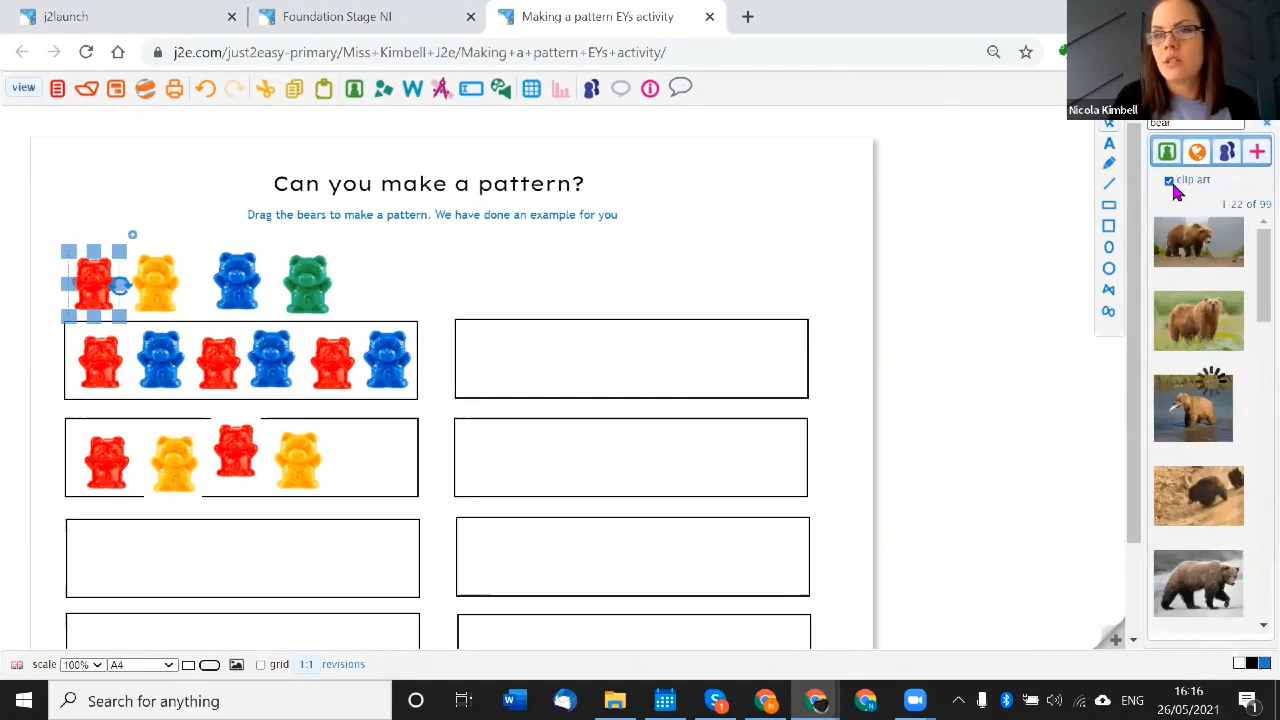 j2launch
Foundation Stage NI
Making a pattern EYs activity
j2e.com/just2easy-primary/Miss+Kimbell+J2e/Making+a+pattern+EYs+activity/
view
W
Nicola Kimbell
bear
A
clip art
1-22 of 99
Can you make a pattern?
Drag the bears to make a pattern. We have done an example for you
scale
100%
A4
grid
1:1
revisions
Search for anything
ENG
16:16
26/05/2021